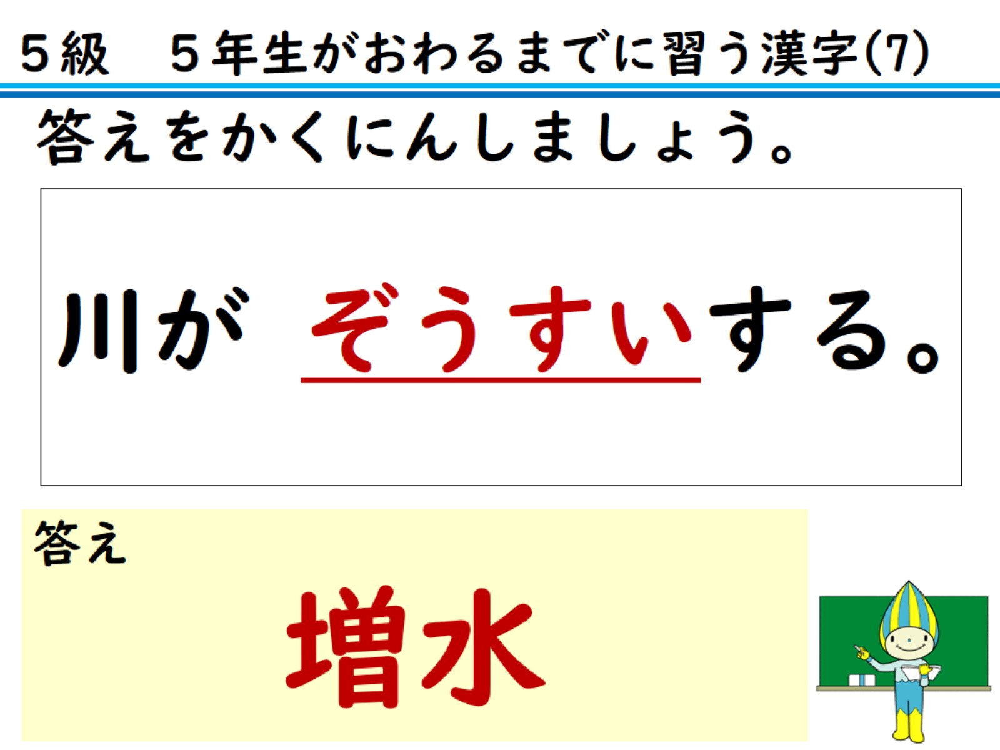 ５級　５年生がおわるまでに習う漢字(7)
答えをかくにんしましょう。
川が ぞうすいする。
答え
増水